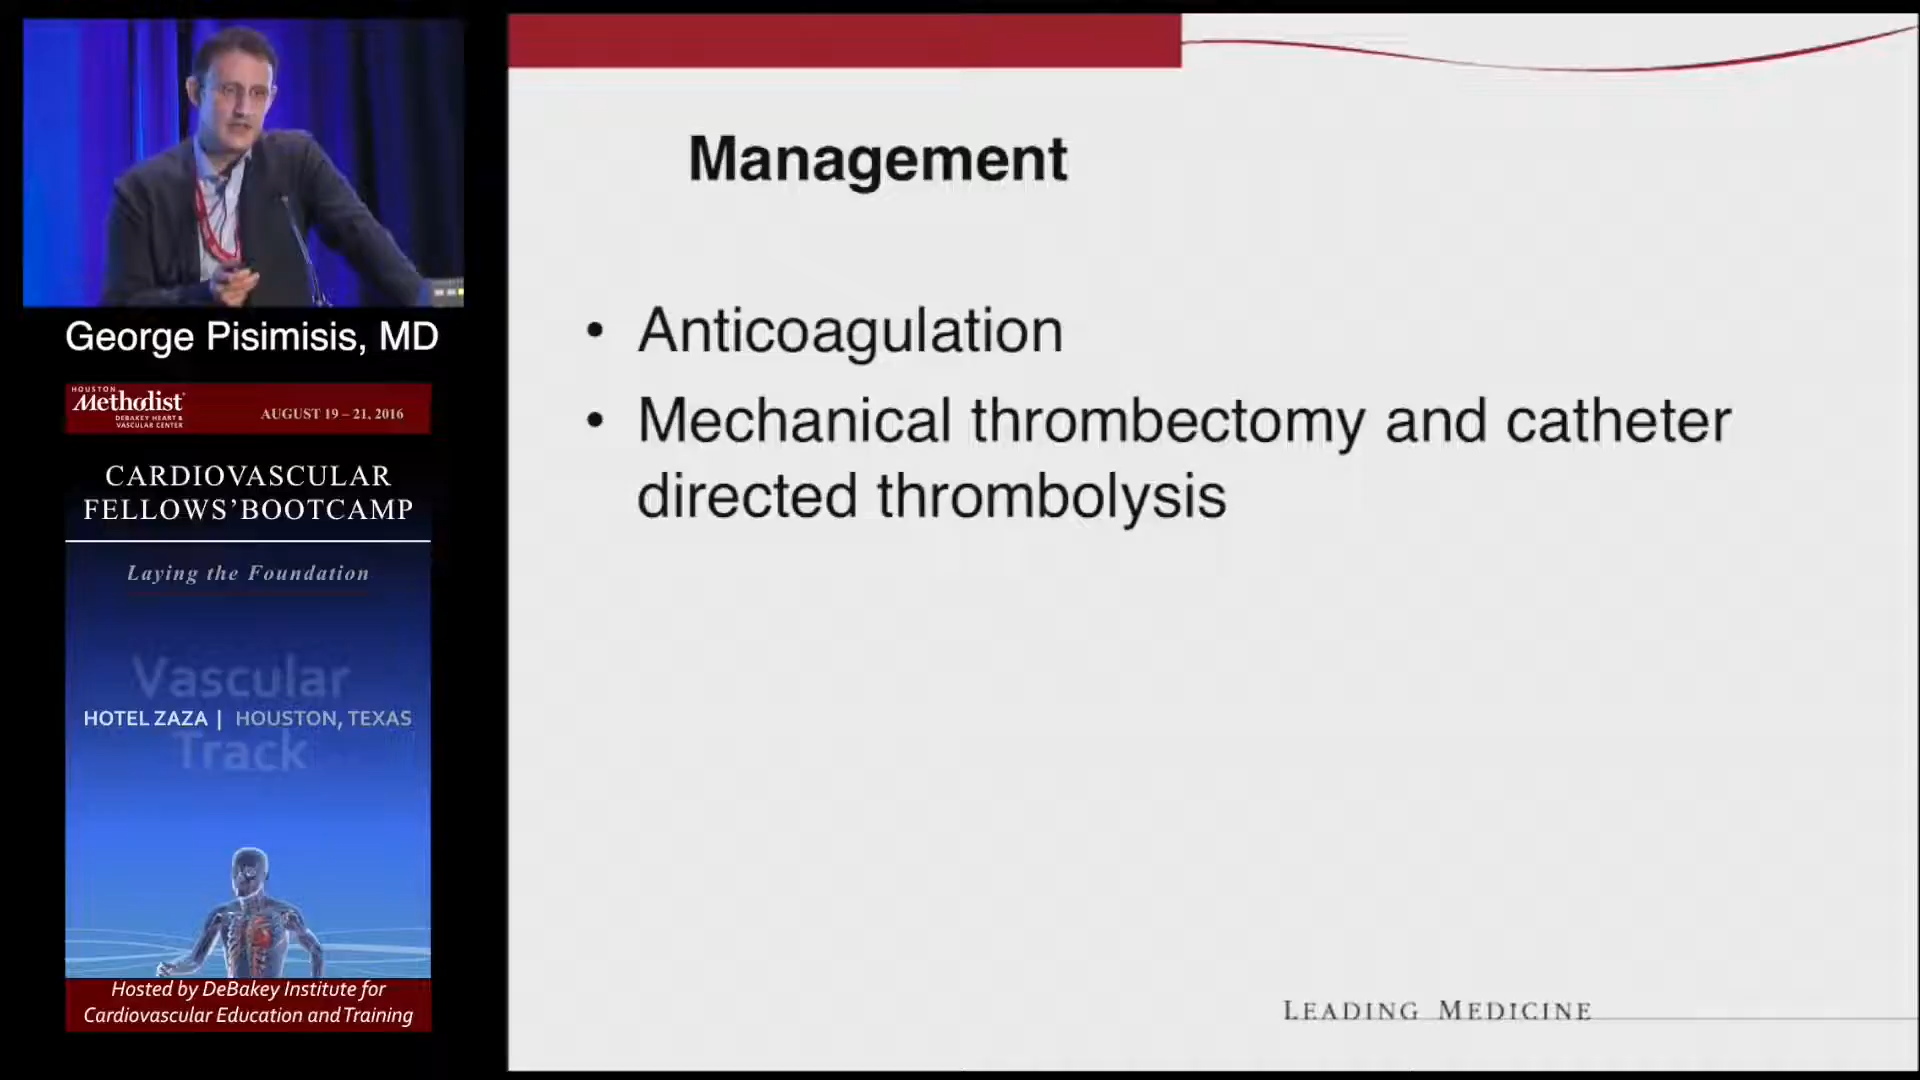 George Pisimisis, MD
HOUSTON
Methodist
DEBAKEY HEART &
VASCULAR CENTER
AUGUST 19 – 21, 2016
CARDIOVASCULAR
FELLOWS’BOOTCAMP
Laying the Foundation
Vascular
HOTEL ZAZA | HOUSTON, TEXAS
Track
Hosted by DeBakey Institute for
Cardiovascular Education and Training
Management
• Anticoagulation
• Mechanical thrombectomy and catheter
directed thrombolysis
LEADING MEDICINE